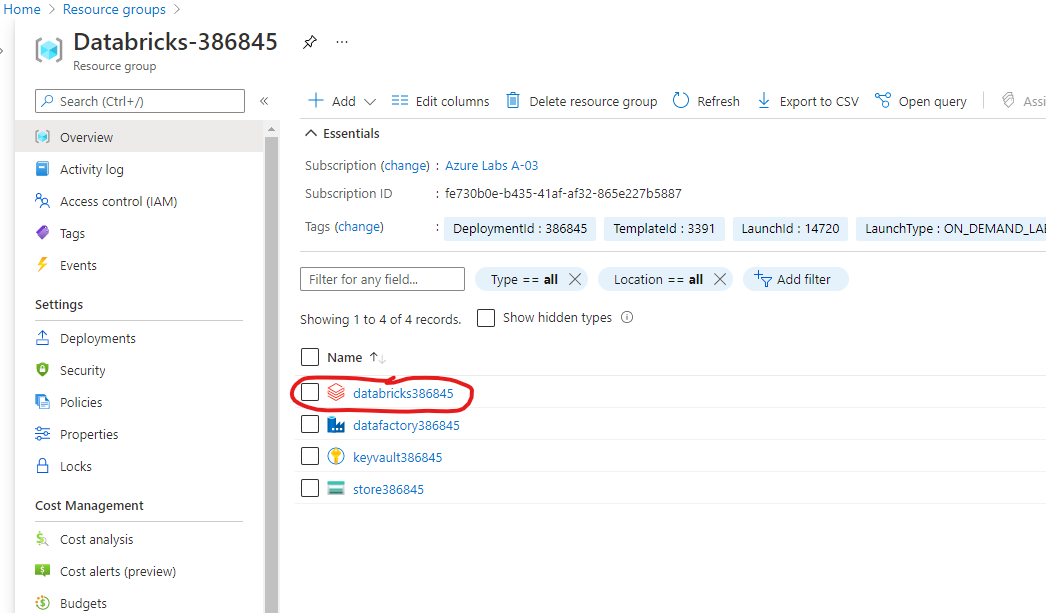 Home > Resource groups >
Databricks-386845 ...
Resource group
Search (Ctrl+/) «
Add Edit columns Delete resource group Refresh Export to CSV Open query Assi
Overview
Activity log
Access control (IAM)
Tags
Events
Settings
Deployments
Security
Policies
Properties
Locks
Cost Management
Cost analysis
Cost alerts (preview)
Budgets
Essentials
Subscription (change) : Azure Labs A-03
Subscription ID : fe730b0e-b435-41af-af32-865e227b5887
Tags (change) : DeploymentId : 386845 TemplateId : 3391 LaunchId : 14720 LaunchType : ON_DEMAND_LAB
Filter for any field... Type == all Location == all Add filter
Showing 1 to 4 of 4 records. Show hidden types
Name
databricks386845
datafactory386845
keyvault386845
store386845